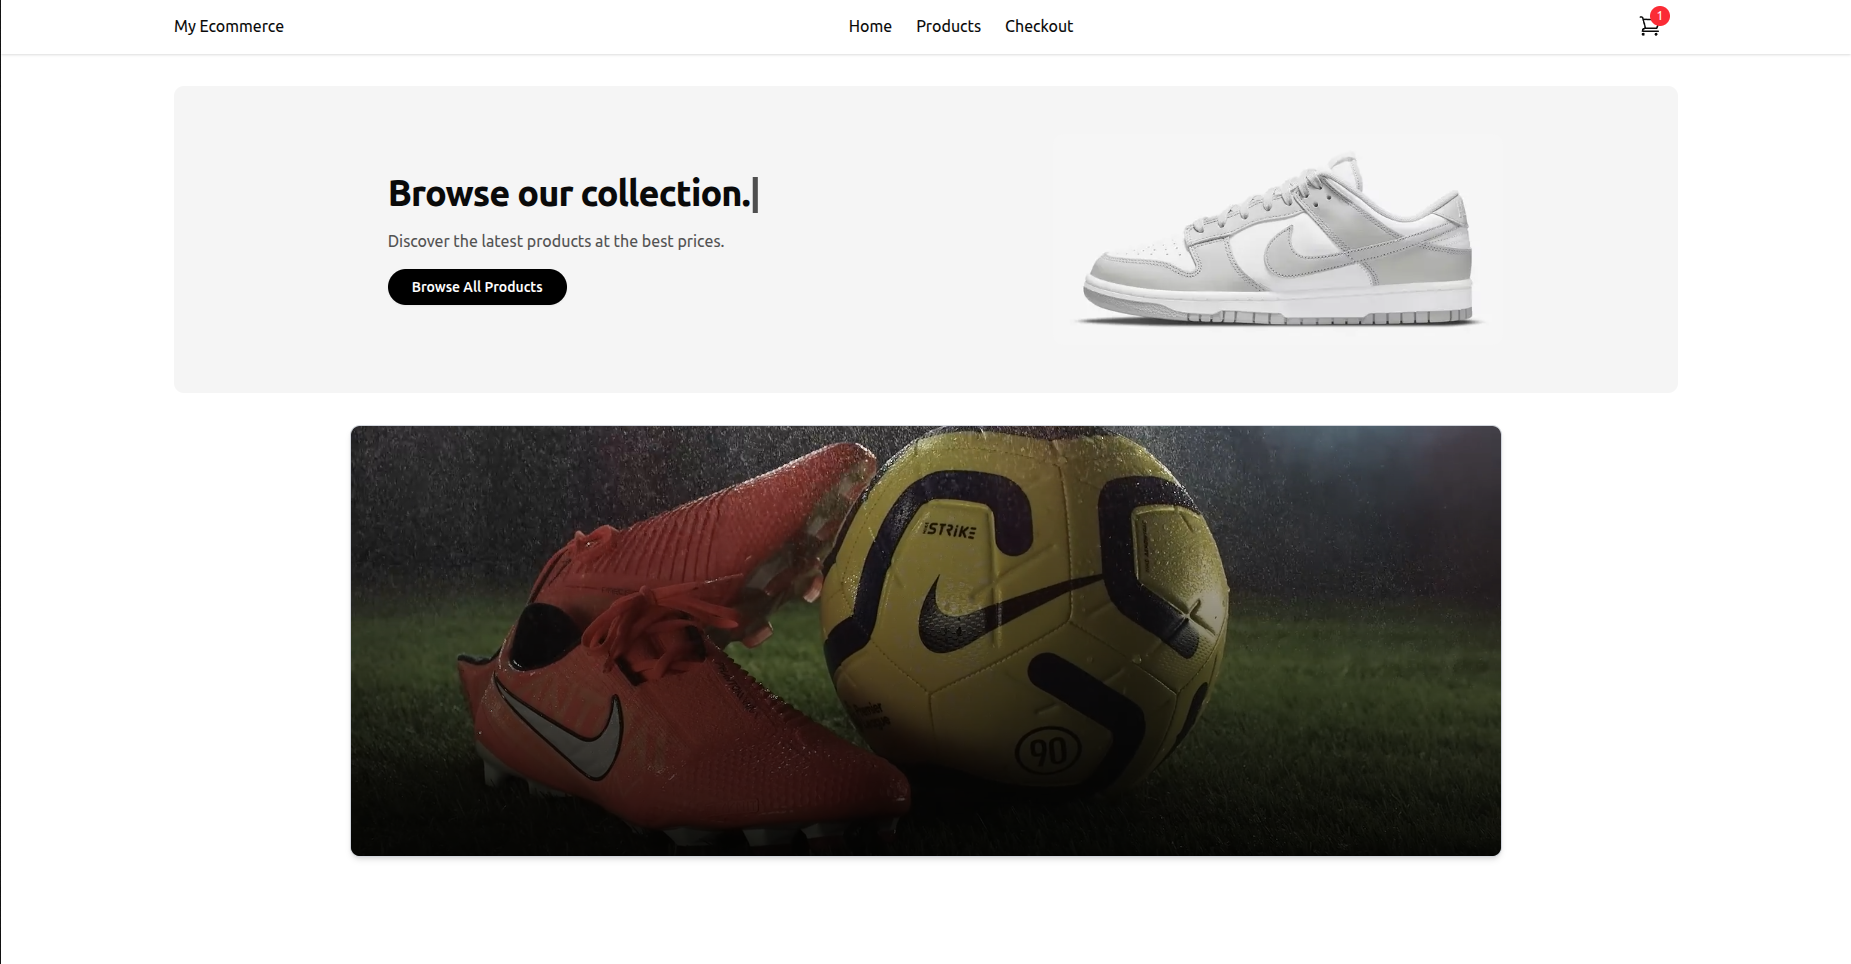 My Ecommerce
Home Products Checkout
1
Browse our collection.
Discover the latest products at the best prices.
Browse All Products
STRIKE
90